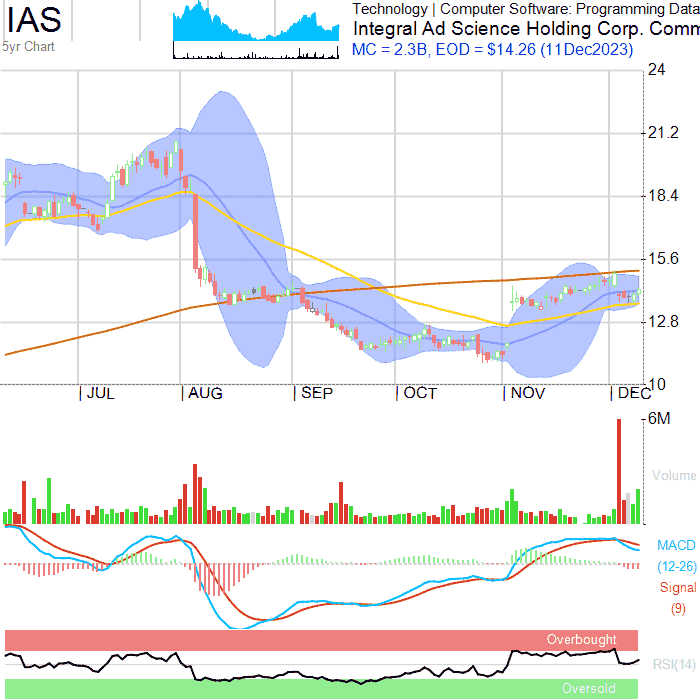 IAS
5yr Chart
Technology | Computer Software: Programming Data
Integral Ad Science Holding Corp. Comm
MC = 2.3B, EOD = $14.26 (11Dec2023)
24
21.2
18.4
15.6
12.8
10
JUL AUG SEP OCT NOV DEC
6M
Volume
MACD
(12-26)
Signal
(9)
Overbought
RSI(14)
Oversold